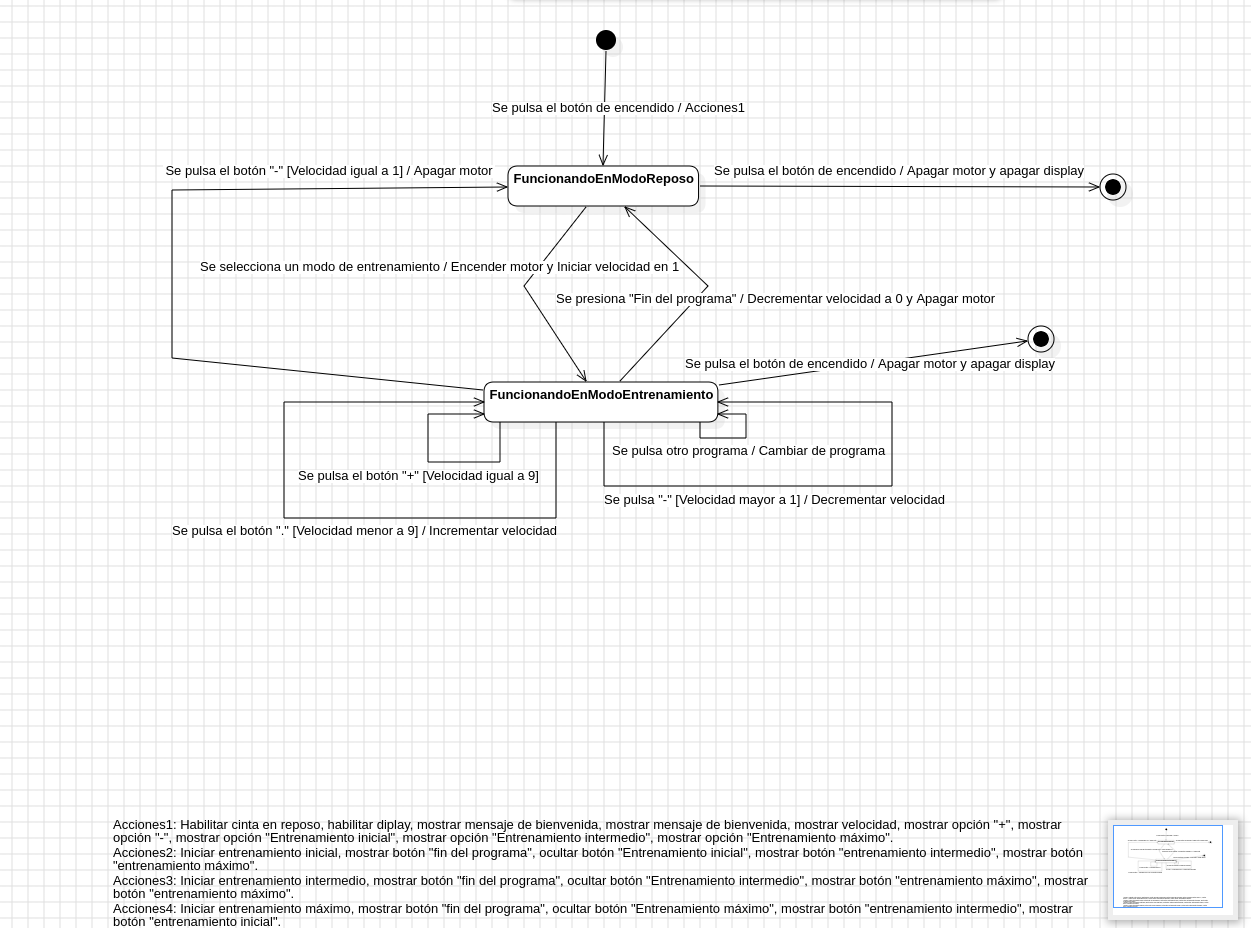 Se pulsa el botón de encendido / Acciones1
Se pulsa el botón "-" [Velocidad igual a 1] / Apagar motor
FuncionandoEnModoReposo
Se pulsa el botón de encendido / Apagar motor y apagar display
Se selecciona un modo de entrenamiento / Encender motor y Iniciar velocidad en 1
Se presiona "Fin del programa" / Decrementar velocidad a 0 y Apagar motor
Se pulsa el botón de encendido / Apagar motor y apagar display
FuncionandoEnModoEntrenamiento
Se pulsa otro programa / Cambiar de programa
Se pulsa el botón "+" [Velocidad igual a 9]
Se pulsa "-" [Velocidad mayor a 1] / Decrementar velocidad
Se pulsa el botón "." [Velocidad menor a 9] / Incrementar velocidad
Acciones1: Habilitar cinta en reposo, habilitar diplay, mostrar mensaje de bienvenida, mostrar mensaje de bienvenida, mostrar velocidad, mostrar opción "+", mostrar
opción "-", mostrar opción "Entrenamiento inicial", mostrar opción "Entrenamiento intermedio", mostrar opción "Entrenamiento máximo".
Acciones2: Iniciar entrenamiento inicial, mostrar botón "fin del programa", ocultar botón "Entrenamiento inicial", mostrar botón "entrenamiento intermedio", mostrar botón
"entrenamiento máximo".
Acciones3: Iniciar entrenamiento intermedio, mostrar botón "fin del programa", ocultar botón "Entrenamiento intermedio", mostrar botón "entrenamiento máximo", mostrar
botón "entrenamiento máximo".
Acciones4: Iniciar entrenamiento máximo, mostrar botón "fin del programa", ocultar botón "Entrenamiento máximo", mostrar botón "entrenamiento intermedio", mostrar
botón "entrenamiento inicial".